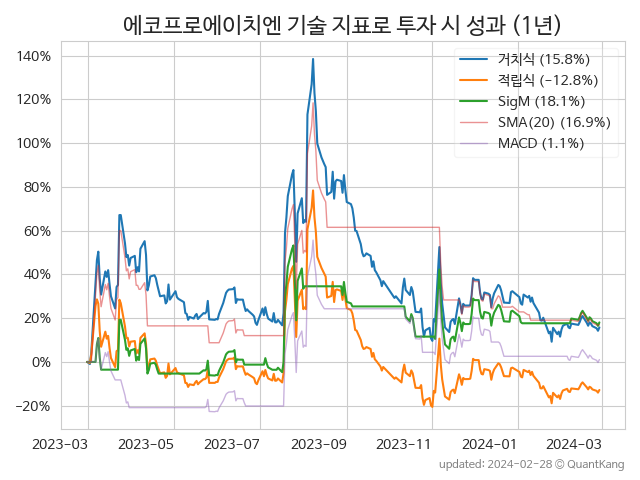 에코프로에이치엔 기술 지표로 투자 시 성과 (1년)
140%
120%
100%
80%
60%
40%
20%
0%
−20%
거치식 (15.8%)
적립식 (-12.8%)
SigM (18.1%)
SMA(20) (16.9%)
MACD (1.1%)
2023-03 2023-05 2023-07 2023-09 2023-11 2024-01 2024-03
updated: 2024-02-28 © QuantKang